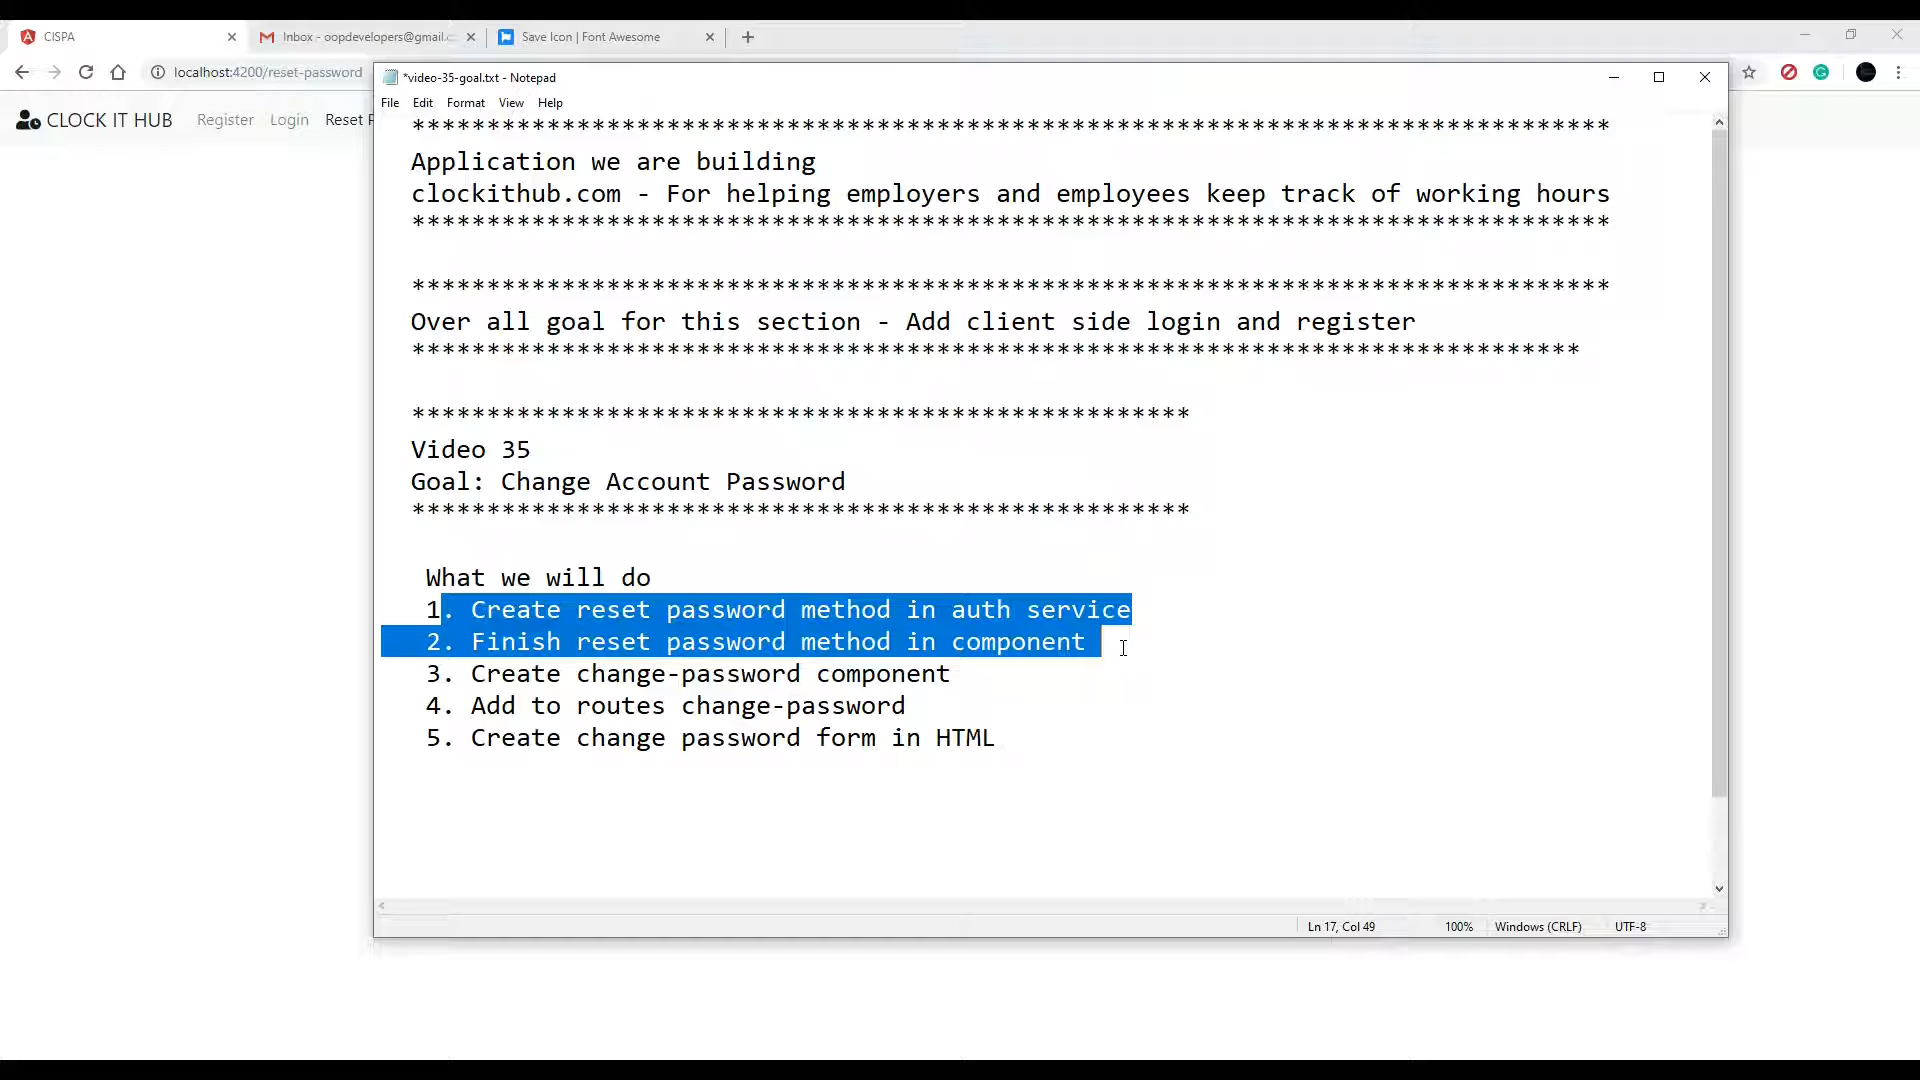 CISPA
Inbox - oopdevelopers@gmail.c
Save Icon | Font Awesome
localhost:4200/reset-password
CLOCK IT HUB Register Login Reset P
*video-35-goal.txt - Notepad
File Edit Format View Help
********************************************************************************
Application we are building
clockithub.com - For helping employers and employees keep track of working hours
********************************************************************************
********************************************************************************
Over all goal for this section - Add client side login and register
******************************************************************************
****************************************************
Video 35
Goal: Change Account Password
****************************************************
What we will do
1. Create reset password method in auth service
2. Finish reset password method in component
3. Create change-password component
4. Add to routes change-password
5. Create change password form in HTML
Ln 17, Col 49 100% Windows (CRLF) UTF-8